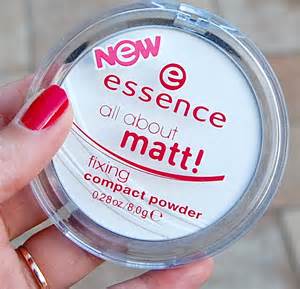 NEW
e
essence
all about
matt!
fixing
compact powder
0.28oz 8.0g e